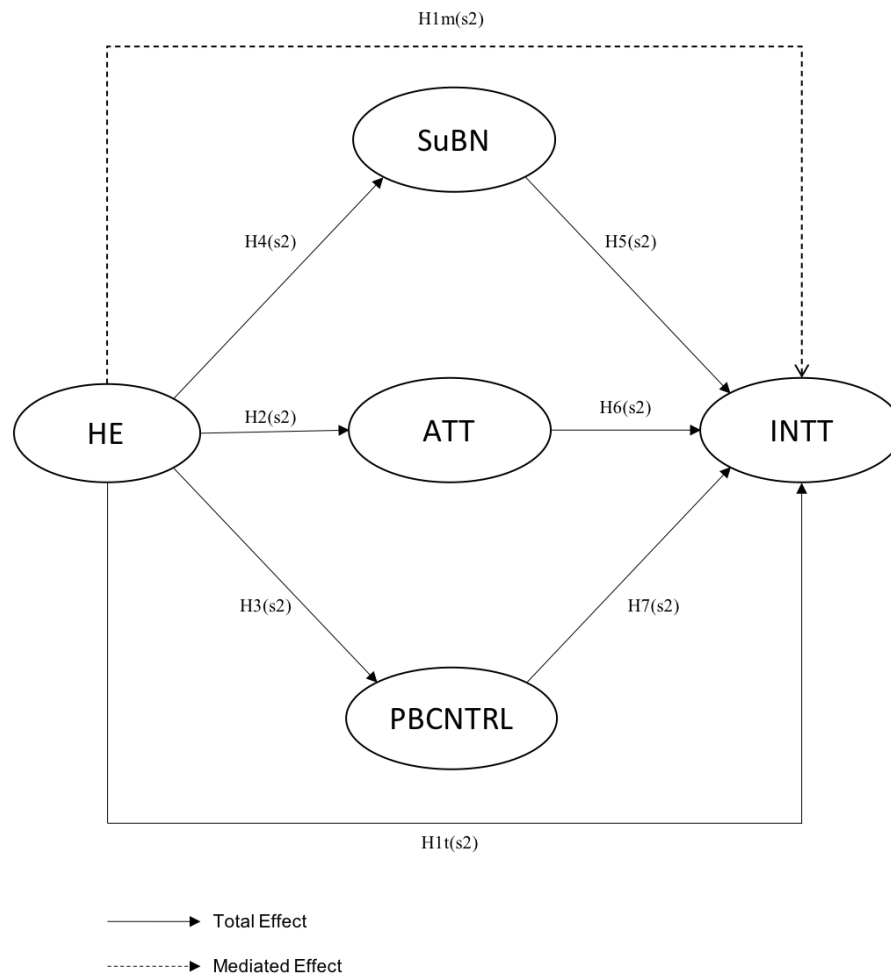 H1m(s2)
SuBN
H4(s2)
H5(s2)
HE
H2(s2)
ATT
H6(s2)
INTT
H3(s2)
H7(s2)
PBCNTRL
H1t(s2)
Total Effect
Mediated Effect